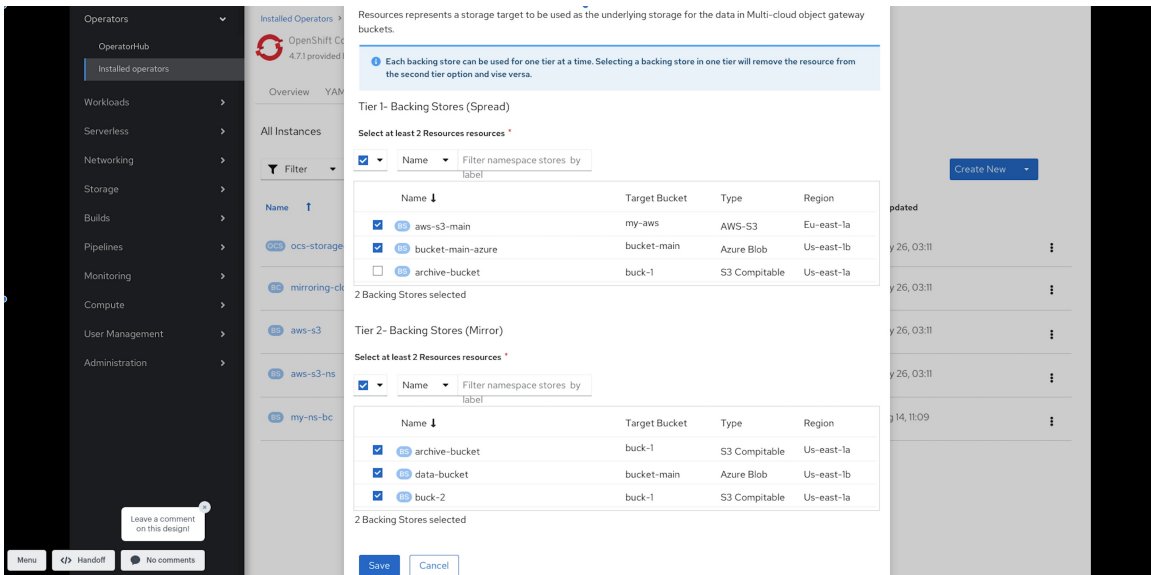 Operators
OperatorHub
Installed operators
Workloads
Serverless
Networking
Storage
Builds
Pipelines
Monitoring
Compute
User Management
Administration
Leave a comment
on this design!
Menu
</> Handoff
No comments
Installed Operators >
OpenShift Co
4.7.1 provided
Overview YAM
All Instances
Filter
Create New
Name
pdated
OCS ocs-storage
y 26, 03:11
BC mirroring-clo
y 26, 03:11
BS aws-s3
y 26, 03:11
BS aws-s3-ns
y 26, 03:11
BS my-ns-bc
g 14, 11:09
Resources represents a storage target to be used as the underlying storage for the data in Multi-cloud object gateway
buckets.
Each backing store can be used for one tier at a time. Selecting a backing store in one tier will remove the resource from
the second tier option and vise versa.
Tier 1- Backing Stores (Spread)
Select at least 2 Resources resources *
Name Filter namespace stores by
label
Name Target Bucket Type Region
BS aws-s3-main my-aws AWS-S3 Eu-east-1a
BS bucket-main-azure bucket-main Azure Blob Us-east-1b
BS archive-bucket buck-1 S3 Compitable Us-east-1a
2 Backing Stores selected
Tier 2- Backing Stores (Mirror)
Select at least 2 Resources resources *
Name Filter namespace stores by
label
Name Target Bucket Type Region
BS archive-bucket buck-1 S3 Compitable Us-east-1a
BS data-bucket bucket-main Azure Blob Us-east-1b
BS buck-2 buck-1 S3 Compitable Us-east-1a
2 Backing Stores selected
Save Cancel